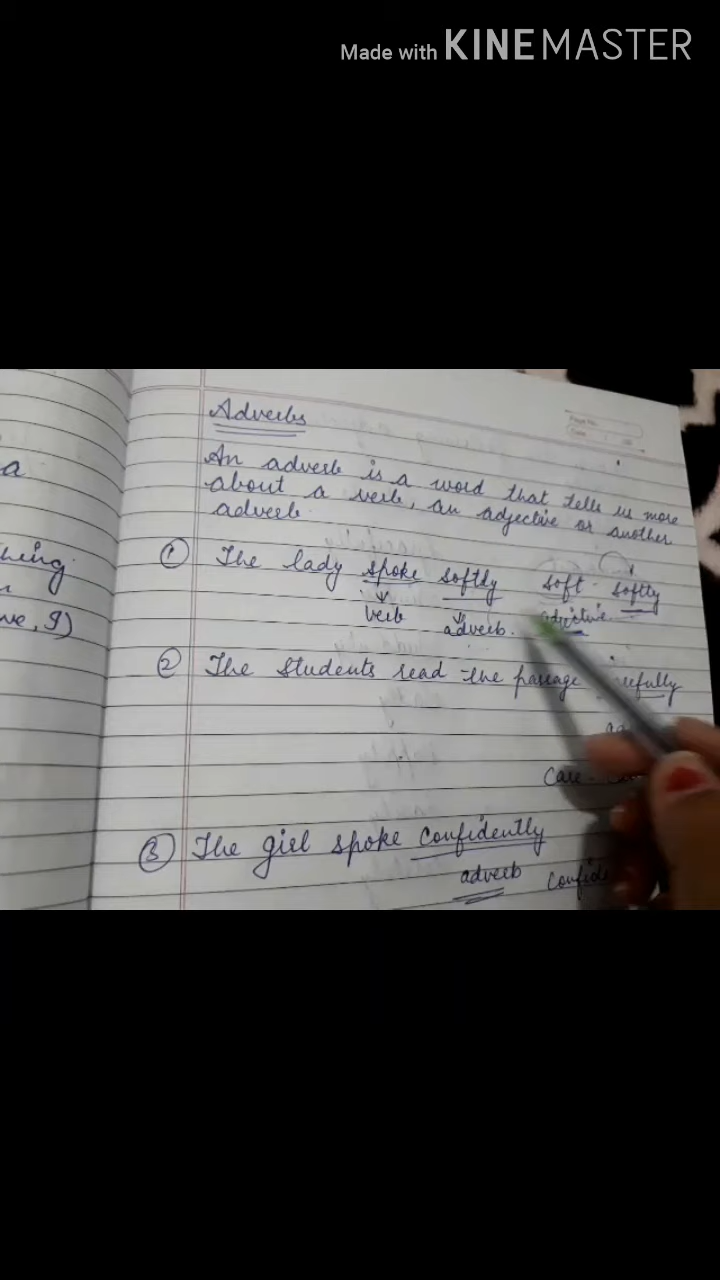 Made with KINEMASTER
Adverbs
An adverb is a word that tells us more
about a verb, an adjective or another
adverb.
a
① The lady spoke softly soft - softly
verb adverb. adjective
② The students read the passage
Care -
③ The girl spoke confidently
adverb